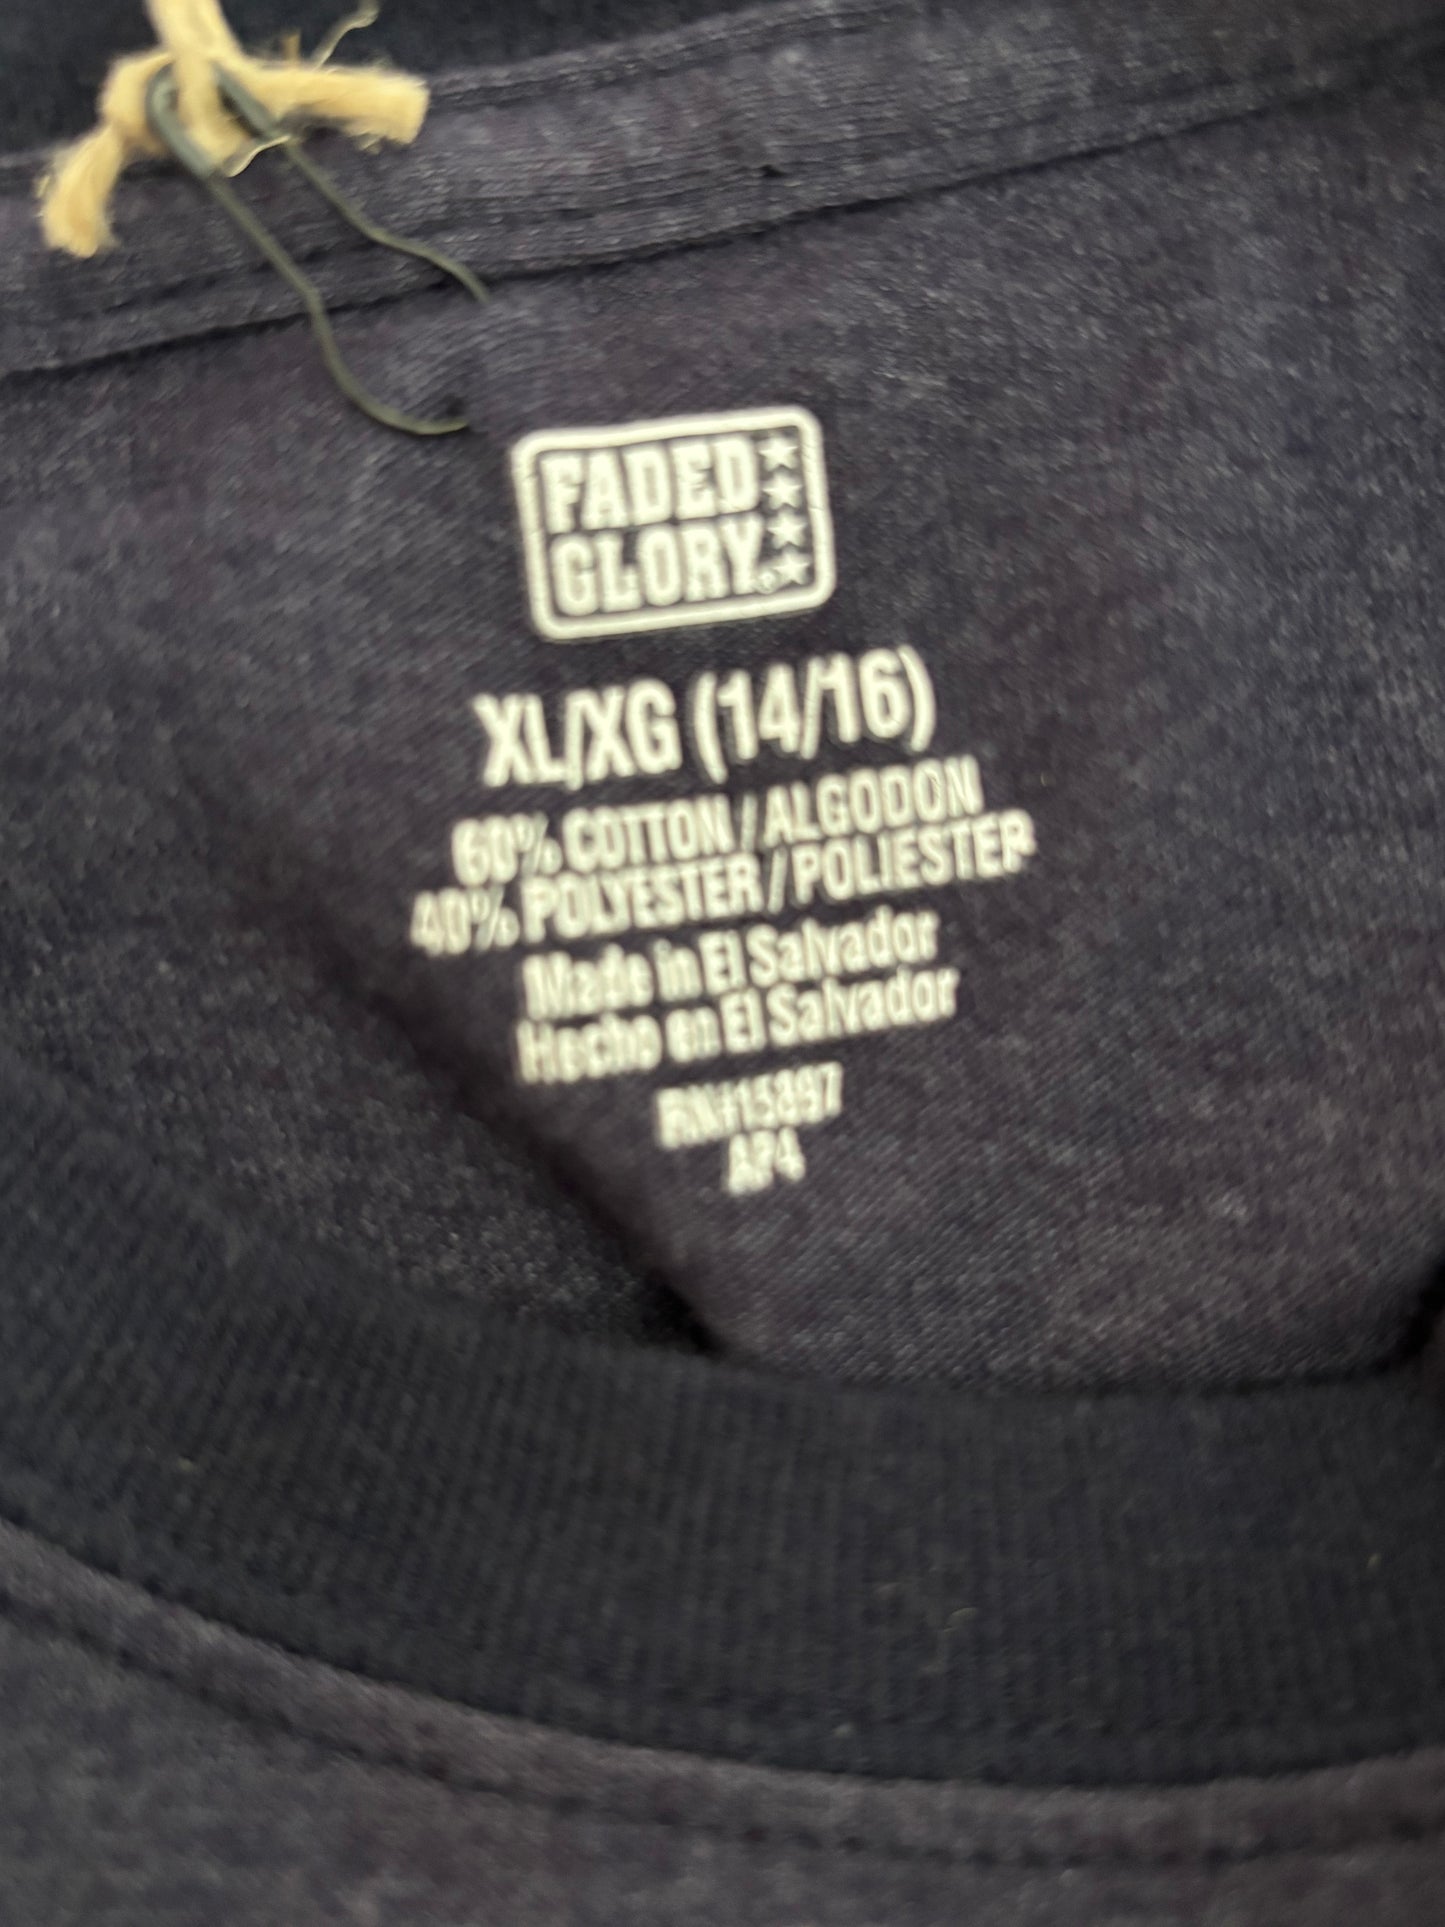 FADED
GLORY
XL/XG (14/16)
60% COTTON / ALGODON
40% POLYESTER / POLIESTER
Made in El Salvador
Hecho en El Salvador
RN#15897
AP4